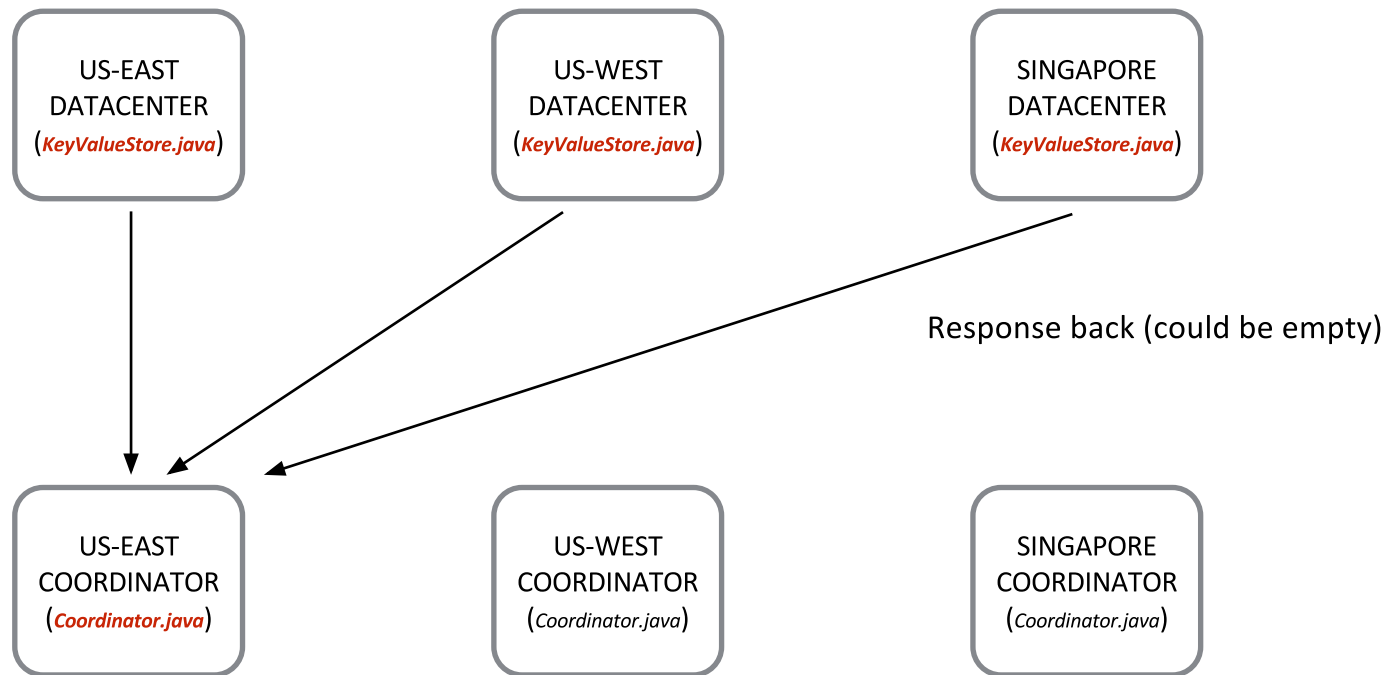 US-EAST
DATACENTER
(KeyValueStore.java)
US-WEST
DATACENTER
(KeyValueStore.java)
SINGAPORE
DATACENTER
(KeyValueStore.java)
Response back (could be empty)
US-EAST
COORDINATOR
(Coordinator.java)
US-WEST
COORDINATOR
(Coordinator.java)
SINGAPORE
COORDINATOR
(Coordinator.java)